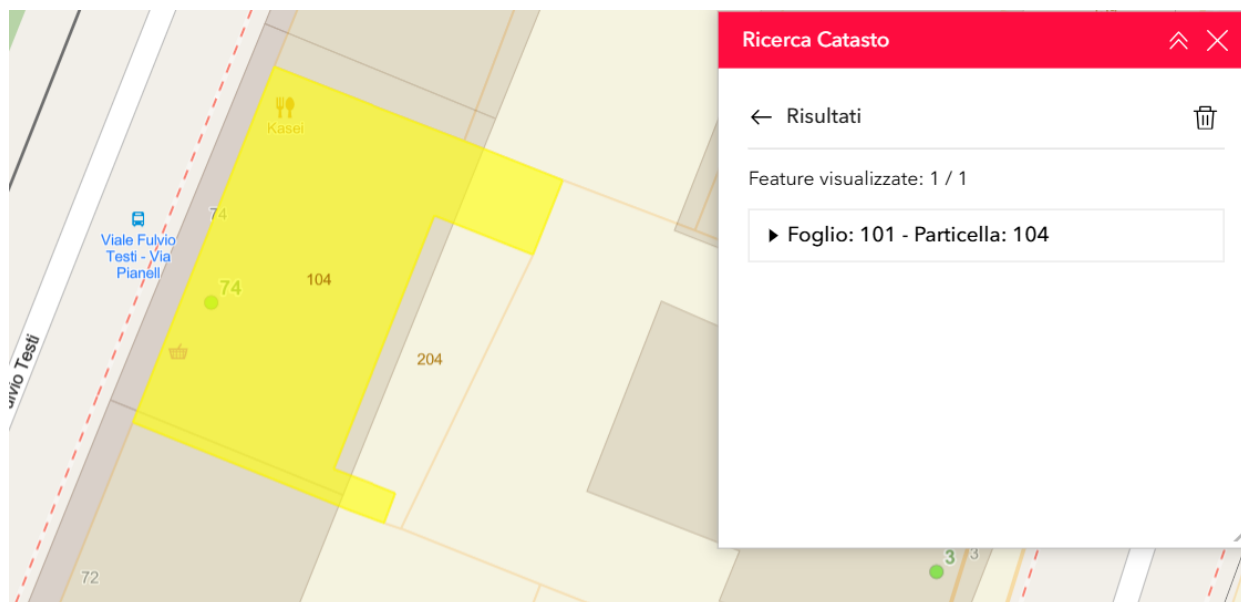 Kasei
74
Viale Fulvio
Testi - Via
Pianell
74
104
204
Testi
72
3
3
Ricerca Catasto
Risultati
Feature visualizzate: 1 / 1
Foglio: 101 - Particella: 104